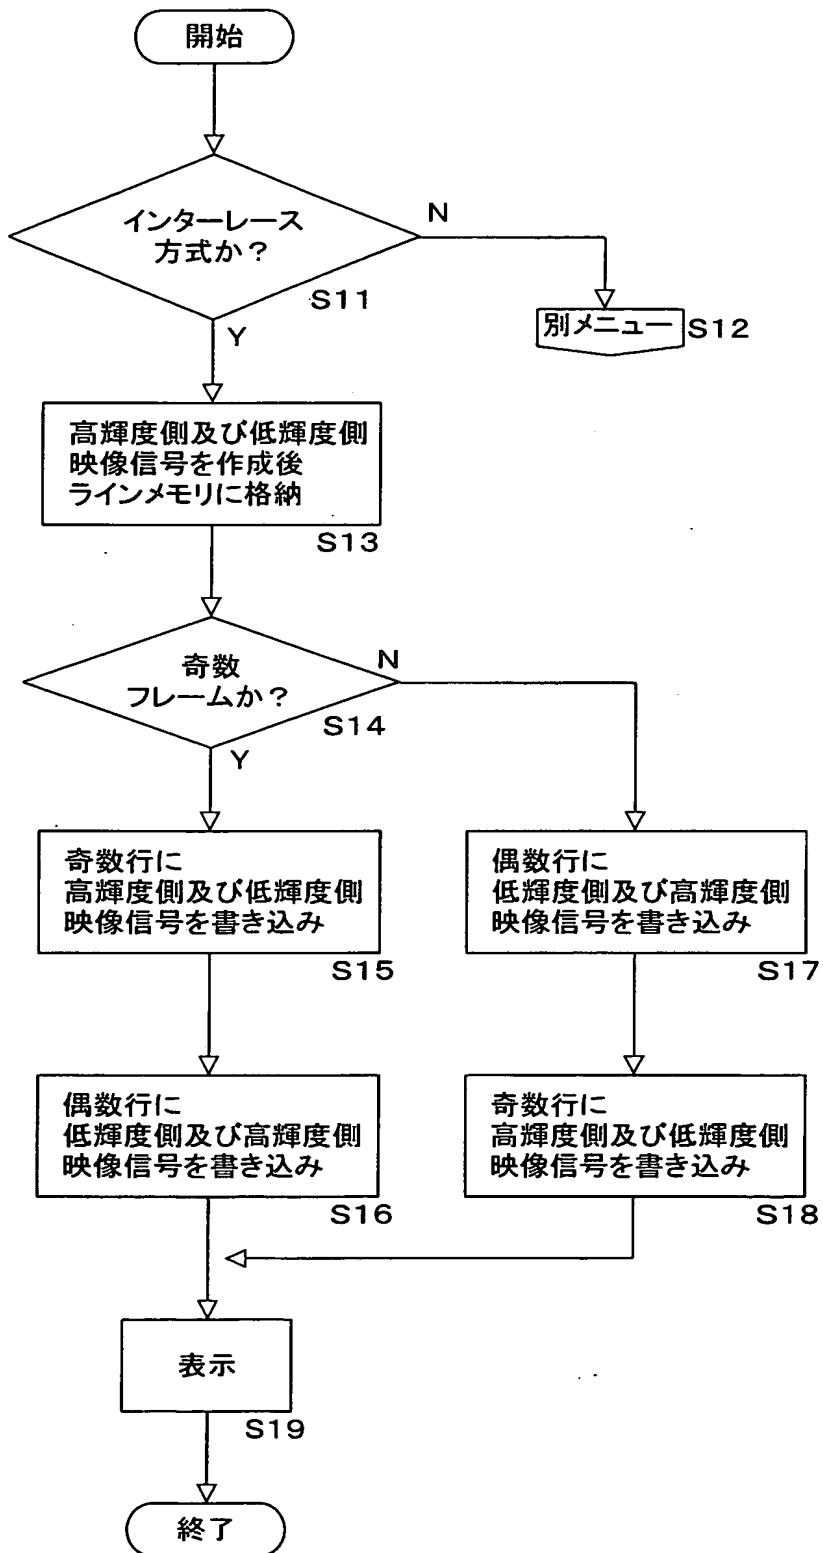 開始
インターレース
方式か？
N
S11
別メニュー
S12
Y
高輝度側及び低輝度側
映像信号を作成後
ラインメモリに格納
S13
奇数
フレームか？
N
S14
Y
奇数行に
高輝度側及び低輝度側
映像信号を書き込み
S15
偶数行に
低輝度側及び高輝度側
映像信号を書き込み
S17
偶数行に
低輝度側及び高輝度側
映像信号を書き込み
S16
奇数行に
高輝度側及び低輝度側
映像信号を書き込み
S18
表示
S19
終了